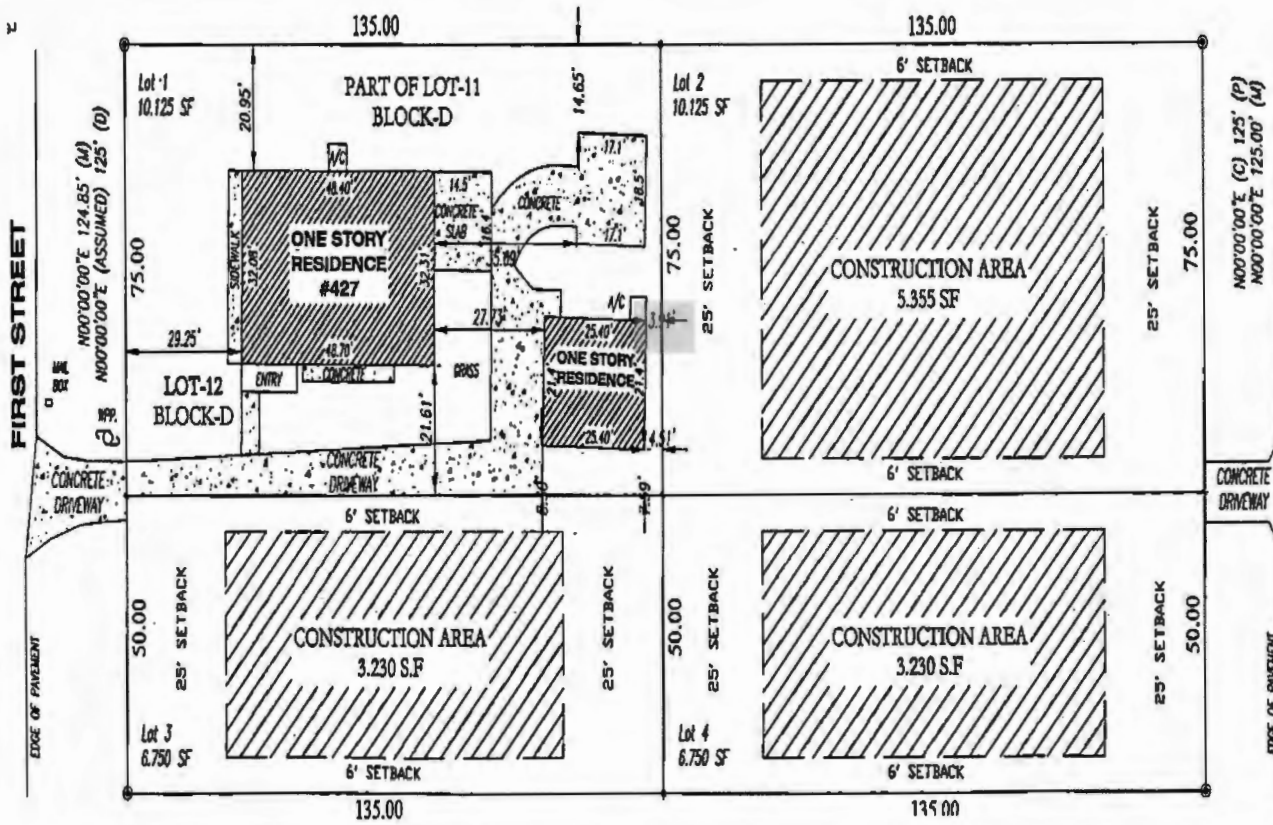 135.00
135.00
Lot 1
10.125 SF
20.95'
PART OF LOT-11
BLOCK-D
14.65'
Lot 2
10.125 SF
6' SETBACK
N00°00'00"E 124.85' (M)
N00°00'00"E (ASSUMED) 125' (D)
FIRST STREET
75.00
A/C
48.40'
SIDEWALK
32.08'
ONE STORY
RESIDENCE
#427
32.31'
48.70'
14.5'
CONCRETE
SLAB
CONCRETE
17.1'
17.1'
75.00
25' SETBACK
CONSTRUCTION AREA
5.355 SF
25' SETBACK
75.00
N00°00'00"E (C) 125' (P)
N00°00'00"E 125.00' (M)
29.25'
27.73'
A/C
25.40'
ONE STORY
RESIDENCE
25.40'
MAIL
BOX
WPP.
LOT-12
BLOCK-D
ENTRY
CONCRETE
GRASS
21.61'
4.51'
CONCRETE
DRIVEWAY
CONCRETE
DRIVEWAY
6' SETBACK
CONCRETE
DRIVEWAY
6' SETBACK
6' SETBACK
EDGE OF PAVEMENT
50.00
25' SETBACK
CONSTRUCTION AREA
3.230 S.F
25' SETBACK
50.00
25' SETBACK
CONSTRUCTION AREA
3.230 S.F
25' SETBACK
50.00
EDGE OF PAVEMENT
Lot 3
6.750 SF
6' SETBACK
Lot 4
6.750 SF
6' SETBACK
135.00
135.00